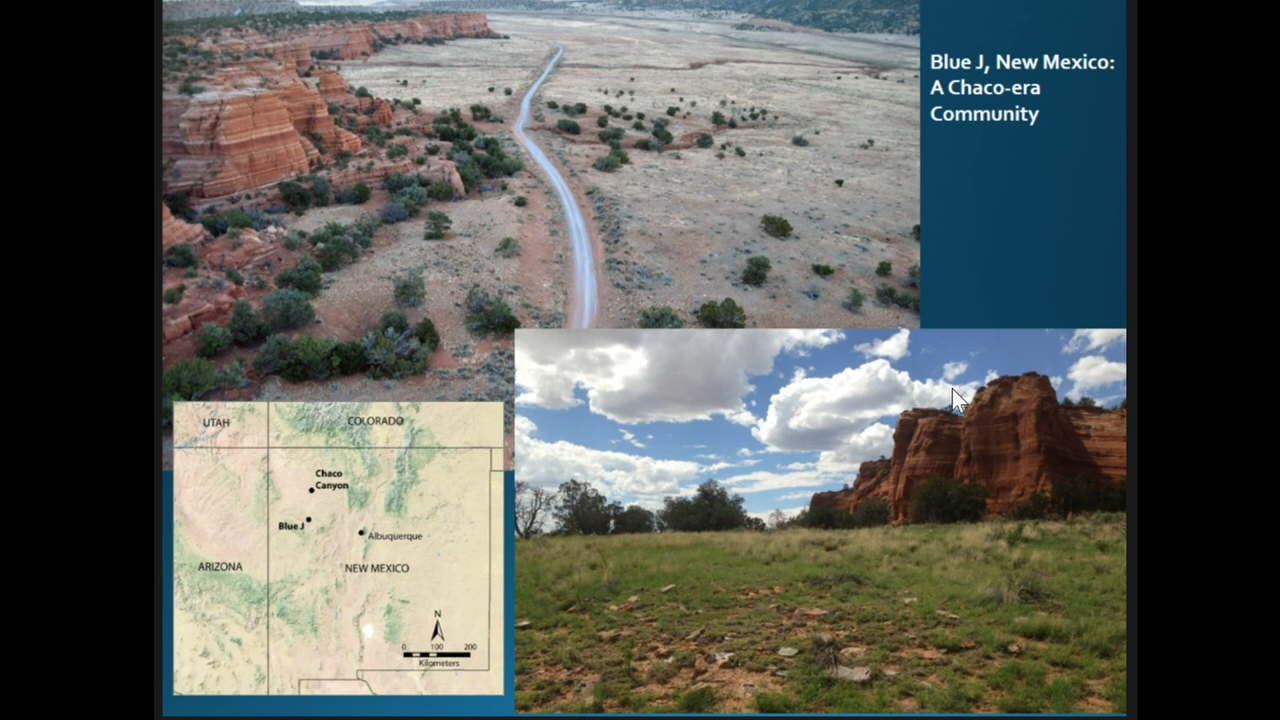 Blue J, New Mexico:
A Chaco-era
Community
UTAH
COLORADO
Chaco
Canyon
Blue J
Albuquerque
ARIZONA
NEW MEXICO
N
0 100 200
Kilometers